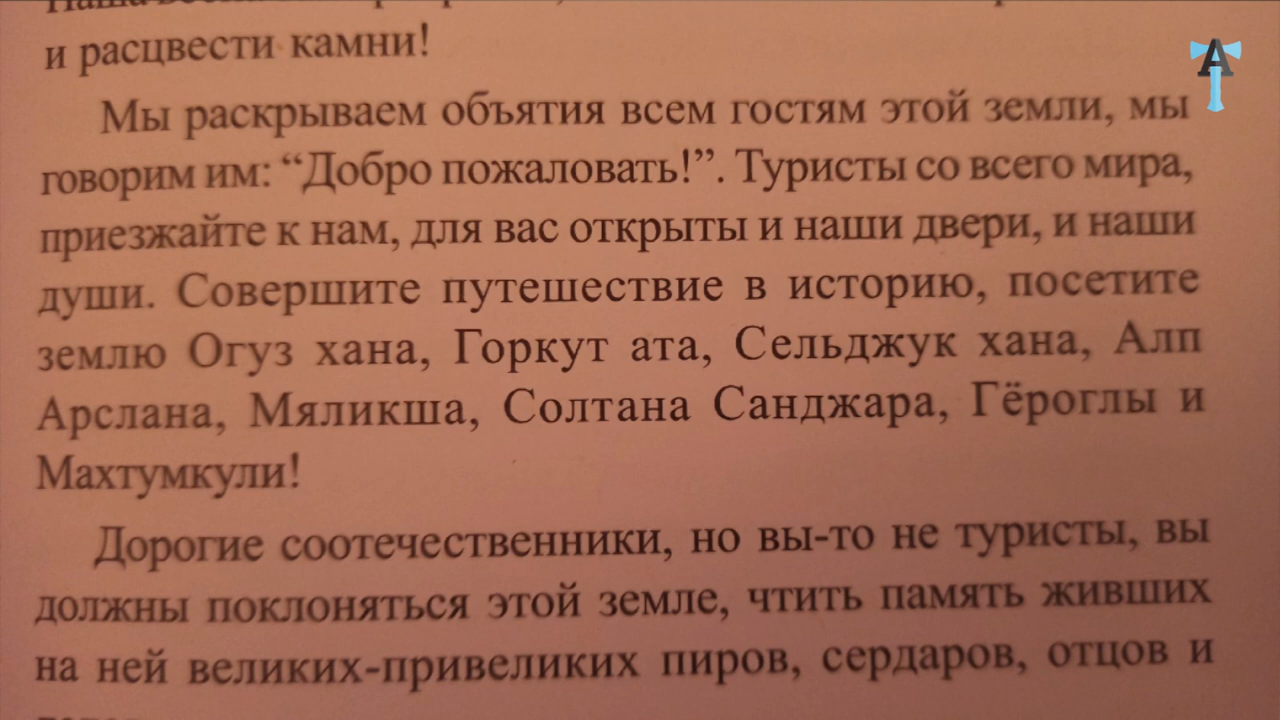 и расцвести камни!
Мы раскрываем объятия всем гостям этой земли, мы
говорим им: “Добро пожаловать!”. Туристы со всего мира,
приезжайте к нам, для вас открыты и наши двери, и наши
души. Совершите путешествие в историю, посетите
землю Огуз хана, Горкут ата, Сельджук хана, Алп
Арслана, Мяликша, Солтана Санджара, Гёроглы и
Махтумкули!
Дорогие соотечественники, но вы-то не туристы, вы
должны поклоняться этой земле, чтить память живших
на ней великих-привеликих пиров, сердаров, отцов и